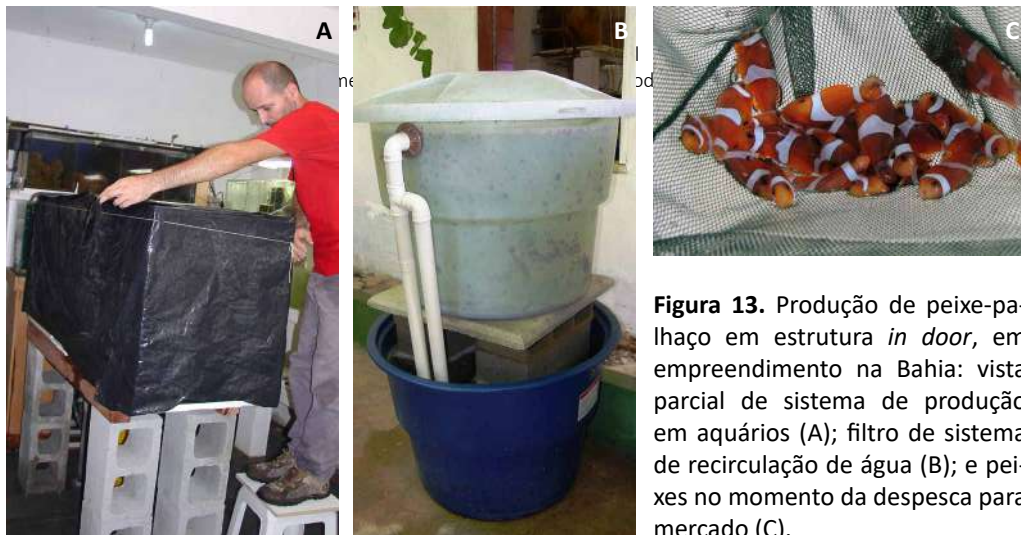 A
B
C
me
od
Figura 13. Produção de peixe-pa-
lhaço em estrutura in door, em
empreendimento na Bahia: vista
parcial de sistema de produção
em aquários (A); filtro de sistema
de recirculação de água (B); e pei-
xes no momento da despesca para
mercado (C).